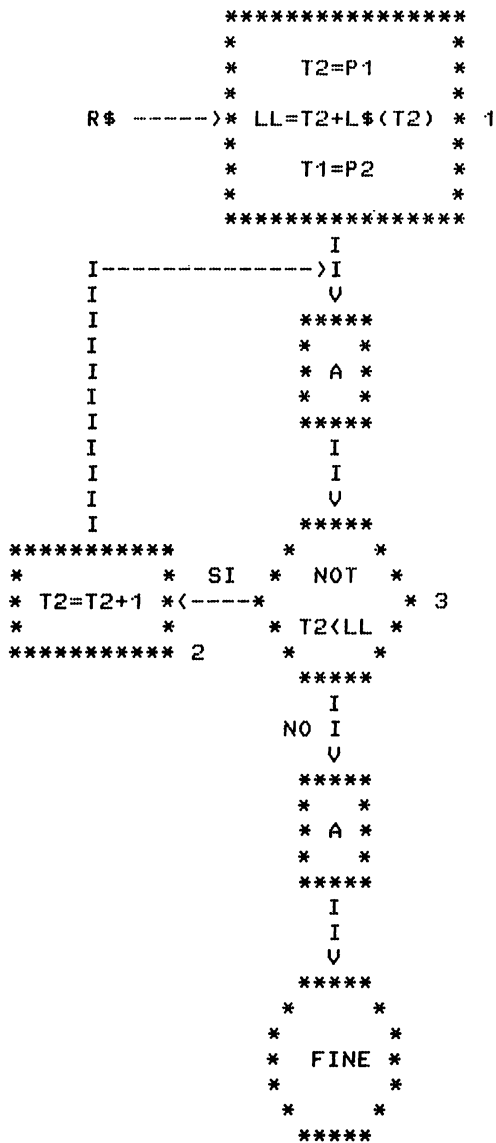 T2=P1
R$ -----> LL=T2+L$(T2) 1
T1=P2
A
SI NOT
T2=T2+1 <---- 3
T2<LL
2
NO
A
FINE